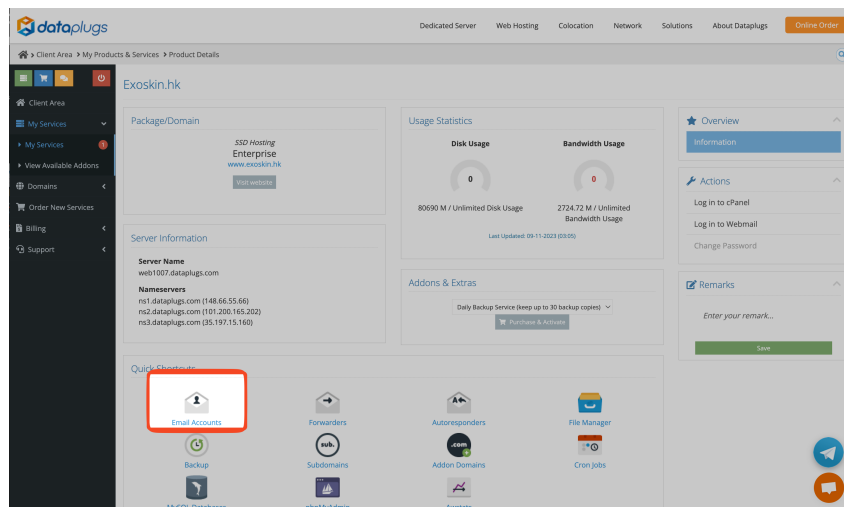 dataplugs
Dedicated Server
Web Hosting
Colocation
Network
Solutions
About Dataplugs
Online Order
Client Area
My Products & Services
Product Details
Client Area
My Services
My Services
1
View Available Addons
Domains
Order New Services
Billing
Support
Exoskin.hk
Package/Domain
SSD Hosting
Enterprise
www.exoskin.hk
Visit website
Server Information
Server Name
web1007.dataplugs.com
Nameservers
ns1.dataplugs.com (148.66.55.66)
ns2.dataplugs.com (101.200.165.202)
ns3.dataplugs.com (35.197.15.160)
Usage Statistics
Disk Usage
Bandwidth Usage
0
0
80690 M / Unlimited Disk Usage
2724.72 M / Unlimited
Bandwidth Usage
Last Updated: 09-11-2023 (03:05)
Addons & Extras
Daily Backup Service (keep up to 30 backup copies)
Purchase & Activate
Overview
Information
Actions
Log in to cPanel
Log in to Webmail
Change Password
Remarks
Enter your remark...
Save
Quick Shortcuts
Email Accounts
Forwarders
Autoresponders
File Manager
sub.
.com
Backup
Subdomains
Addon Domains
Cron Jobs
MySQL Databases
phpMyAdmin
Awstats